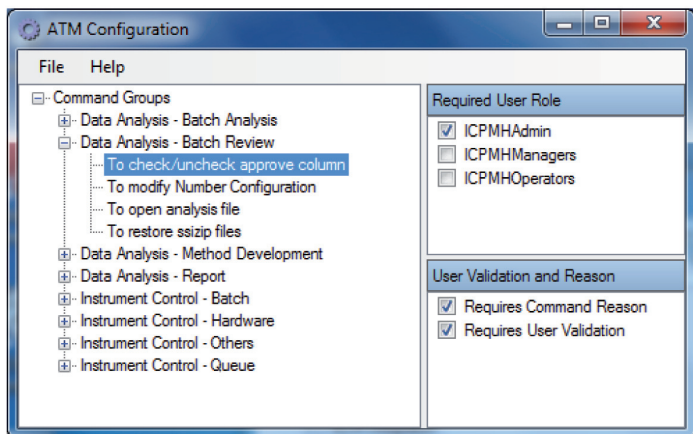 ATM Configuration
File Help
Command Groups
Data Analysis - Batch Analysis
Data Analysis - Batch Review
To check/uncheck approve column
To modify Number Configuration
To open analysis file
To restore ssizip files
Data Analysis - Method Development
Data Analysis - Report
Instrument Control - Batch
Instrument Control - Hardware
Instrument Control - Others
Instrument Control - Queue
Required User Role
ICPMHAdmin
ICPMHManagers
ICPMHOperators
User Validation and Reason
Requires Command Reason
Requires User Validation